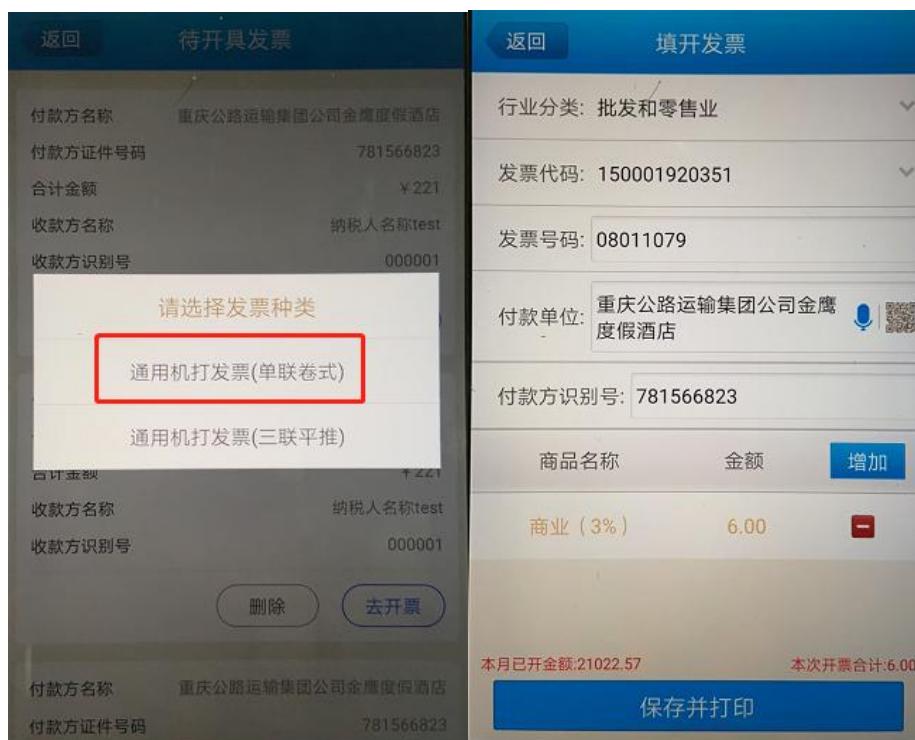 返回
待开具发票
付款方名称
重庆公路运输集团公司金鹰度假酒店
付款方证件号码
781566823
合计金额
￥221
收款方名称
纳税人名称test
收款方识别号
000001
请选择发票种类
通用机打发票(单联卷式)
通用机打发票(三联平推)
合计金额
￥221
收款方名称
纳税人名称test
收款方识别号
000001
删除
去开票
付款方名称
重庆公路运输集团公司金鹰度假酒店
付款方证件号码
781566823
返回
填开发票
行业分类: 批发和零售业
发票代码: 150001920351
发票号码: 08011079
付款单位: 重庆公路运输集团公司金鹰
度假酒店
付款方识别号: 781566823
商品名称
金额
增加
商业（3%）
6.00
本月已开金额:21022.57
本次开票合计:6.00
保存并打印